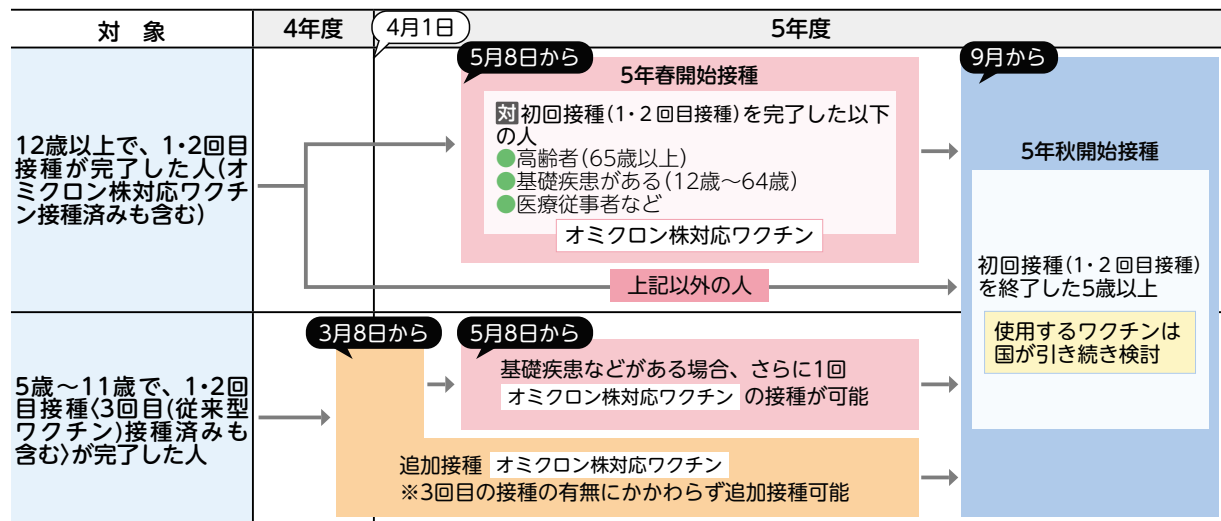 対　象
4年度
4月1日
5年度
12歳以上で、1・2回目
接種が完了した人(オ
ミクロン株対応ワクチ
ン接種済みも含む)
5月8日から
5年春開始接種
対初回接種(1・2回目接種)を完了した以下
の人
●高齢者(65歳以上)
●基礎疾患がある(12歳～64歳)
●医療従事者など
オミクロン株対応ワクチン
上記以外の人
9月から
5年秋開始接種
初回接種(1・2回目接種)
を終了した5歳以上
使用するワクチンは
国が引き続き検討
5歳～11歳で、1・2回
目接種〈3回目(従来型
ワクチン)接種済みも
含む〉が完了した人
3月8日から
5月8日から
基礎疾患などがある場合、さらに1回
オミクロン株対応ワクチン の接種が可能
追加接種 オミクロン株対応ワクチン
※3回目の接種の有無にかかわらず追加接種可能